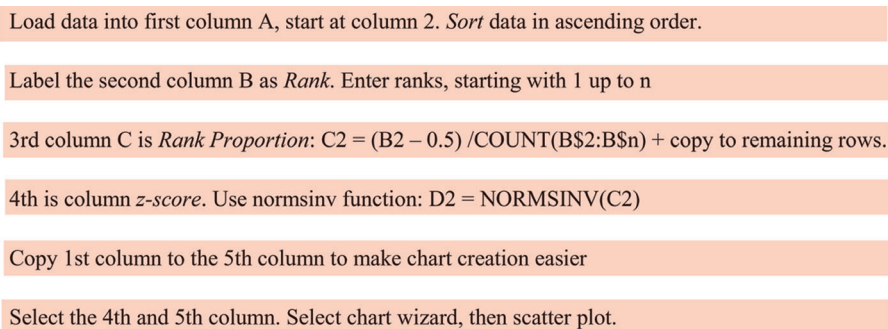 Load data into first column A, start at column 2. Sort data in ascending order.
Label the second column B as Rank. Enter ranks, starting with 1 up to n
3rd column C is Rank Proportion: C2 = (B2 – 0.5) /COUNT(B$2:B$n) + copy to remaining rows.
4th is column z-score. Use normsinv function: D2 = NORMSINV(C2)
Copy 1st column to the 5th column to make chart creation easier
Select the 4th and 5th column. Select chart wizard, then scatter plot.